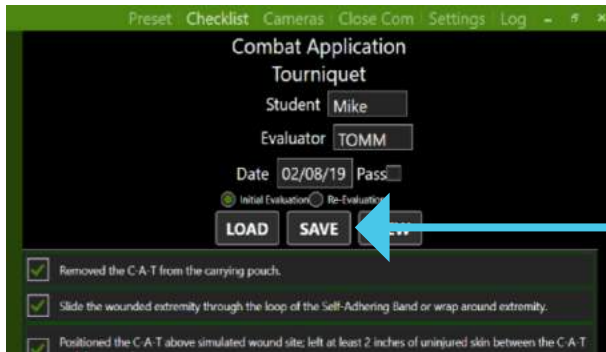 Preset Checklist Cameras Close Com Settings Log
Combat Application
Tourniquet
Student Mike
Evaluator TOMM
Date 02/08/19 Pass
Initial Evaluation Re-Evaluation
LOAD SAVE
Removed the C-A-T from the carrying pouch.
Slide the wounded extremity through the loop of the Self-Adhering Band or wrap around extremity.
Positioned the C-A-T above simulated wound site; left at least 2 inches of uninjured skin between the C-A-T